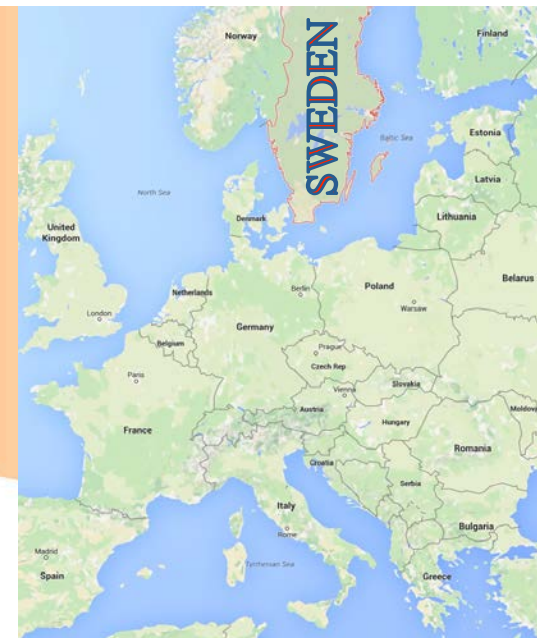 Norway
SWEDEN
Finland
Baltic Sea
Estonia
North Sea
Latvia
Denmark
Lithuania
United
Kingdom
Belarus
Netherlands
Berlin
Poland
Warsaw
London
Germany
Belgium
Prague
Czech Rep
Paris
Vienna
Slovakia
Austria
Moldova
Hungary
France
Romania
Croatia
Serbia
Italy
Bulgaria
Rome
Madrid
Tyrrhenian Sea
Spain
Greece